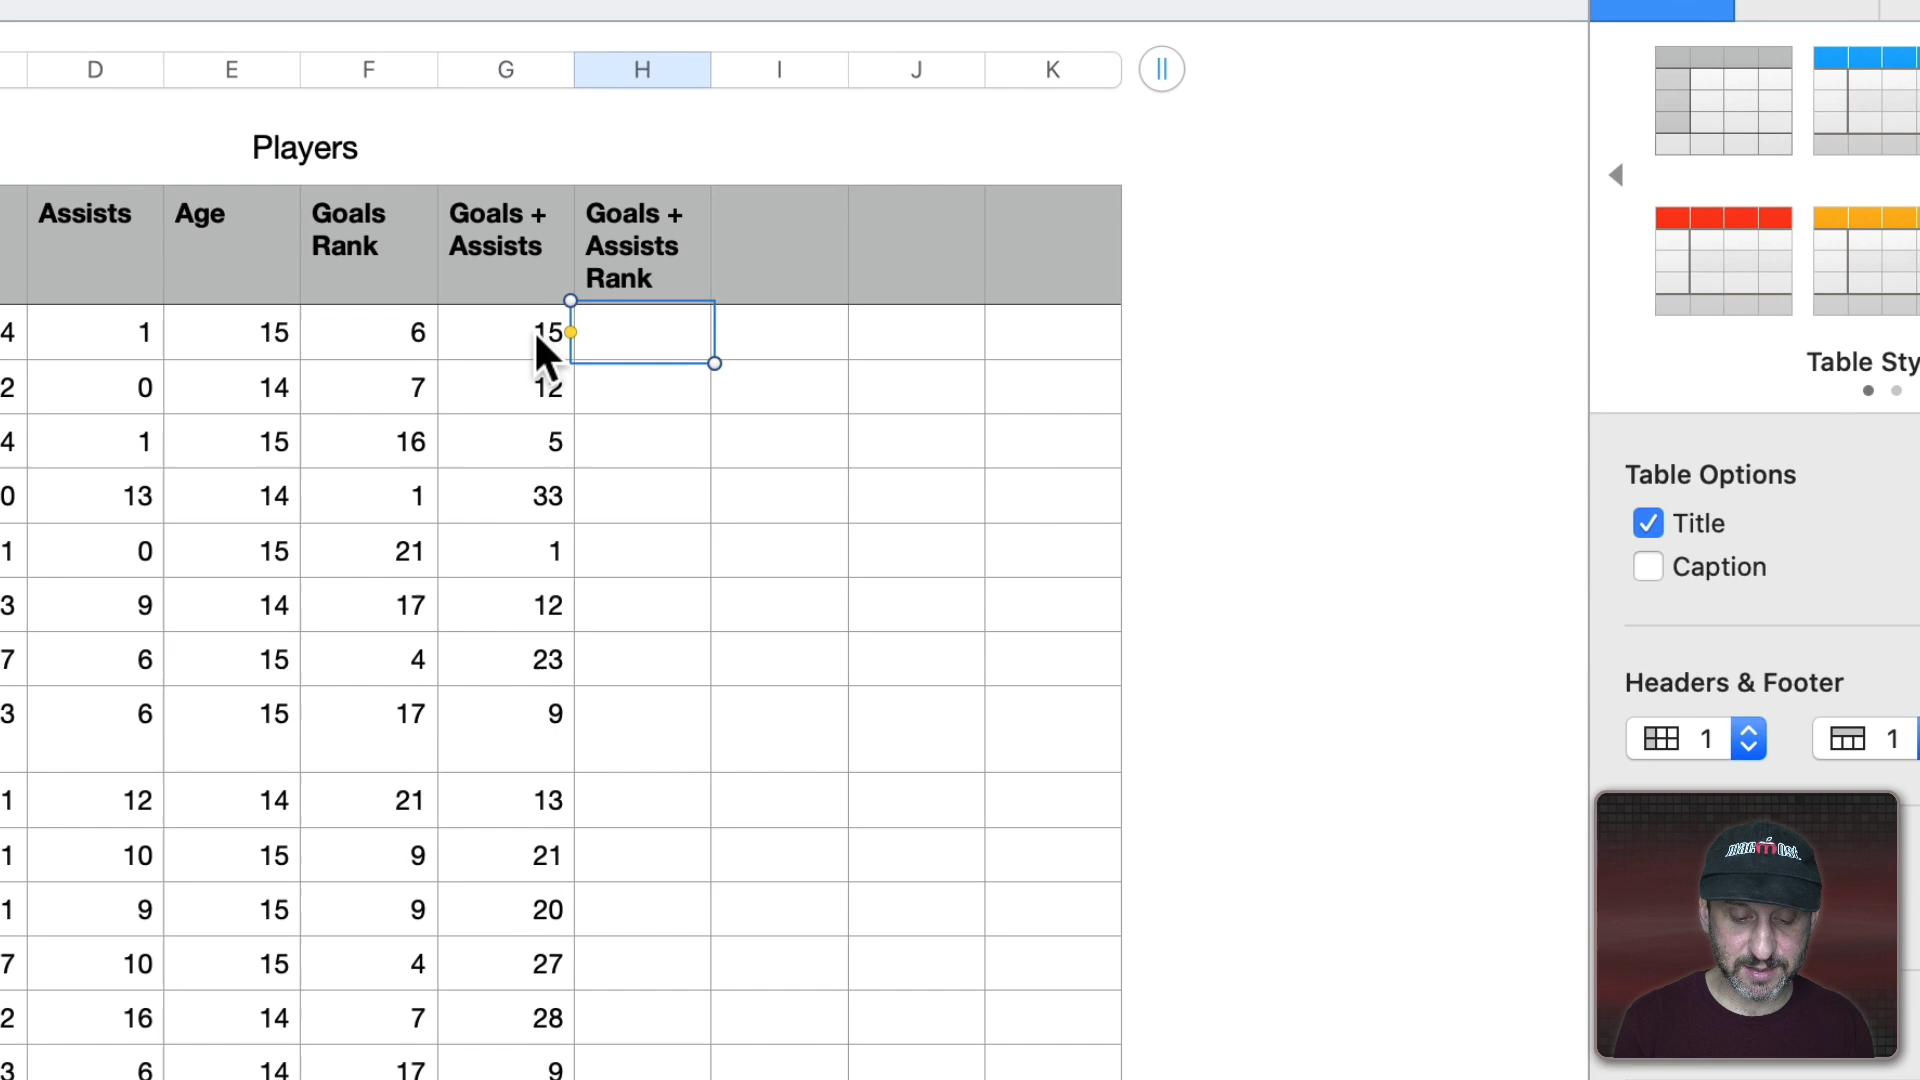 D E F G H I J K
Players
Assists Age Goals Rank Goals + Assists Goals + Assists Rank
4 1 15 6 15
2 0 14 7 12
4 1 15 16 5
0 13 14 1 33
1 0 15 21 1
3 9 14 17 12
7 6 15 4 23
3 6 15 17 9
1 12 14 21 13
1 10 15 9 21
1 9 15 9 20
7 10 15 4 27
2 16 14 7 28
3 6 14 17 9
Table Sty
Table Options
Title
Caption
Headers & Footer
1 1
macmost